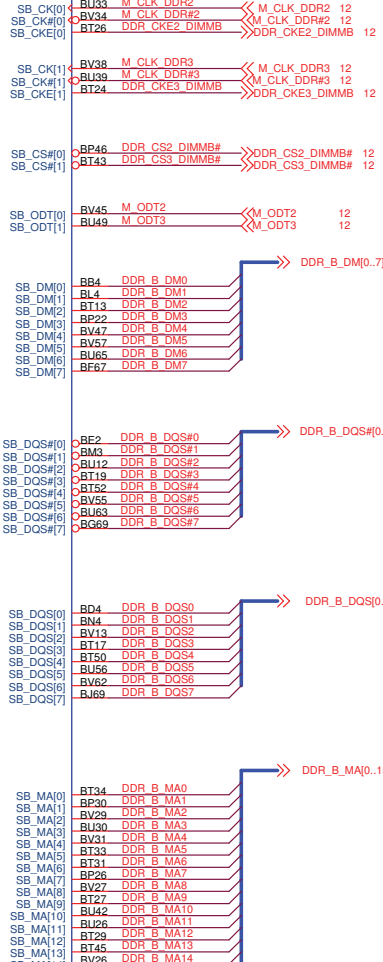 SB_CK[0] BU33 M_CLK_DDR2 M_CLK_DDR2 12
SB_CK#[0] BV34 M_CLK_DDR#2 M_CLK_DDR#2 12
SB_CKE[0] BT26 DDR_CKE2_DIMMB DDR_CKE2_DIMMB 12
SB_CK[1] BV38 M_CLK_DDR3 M_CLK_DDR3 12
SB_CK#[1] BU39 M_CLK_DDR#3 M_CLK_DDR#3 12
SB_CKE[1] BT24 DDR_CKE3_DIMMB DDR_CKE3_DIMMB 12
SB_CS#[0] BP46 DDR_CS2_DIMMB# DDR_CS2_DIMMB# 12
SB_CS#[1] BT43 DDR_CS3_DIMMB# DDR_CS3_DIMMB# 12
SB_ODT[0] BV45 M_ODT2 M_ODT2 12
SB_ODT[1] BU49 M_ODT3 M_ODT3 12
DDR_B_DM[0..7]
SB_DM[0] BB4 DDR_B_DM0
SB_DM[1] BL4 DDR_B_DM1
SB_DM[2] BT13 DDR_B_DM2
SB_DM[3] BP22 DDR_B_DM3
SB_DM[4] BV47 DDR_B_DM4
SB_DM[5] BV57 DDR_B_DM5
SB_DM[6] BU65 DDR_B_DM6
SB_DM[7] BF67 DDR_B_DM7
DDR_B_DQS#[0.
SB_DQS#[0] BE2 DDR_B_DQS#0
SB_DQS#[1] BM3 DDR_B_DQS#1
SB_DQS#[2] BU12 DDR_B_DQS#2
SB_DQS#[3] BT19 DDR_B_DQS#3
SB_DQS#[4] BT52 DDR_B_DQS#4
SB_DQS#[5] BV55 DDR_B_DQS#5
SB_DQS#[6] BU63 DDR_B_DQS#6
SB_DQS#[7] BG69 DDR_B_DQS#7
DDR_B_DQS[0.
SB_DQS[0] BD4 DDR_B_DQS0
SB_DQS[1] BN4 DDR_B_DQS1
SB_DQS[2] BV13 DDR_B_DQS2
SB_DQS[3] BT17 DDR_B_DQS3
SB_DQS[4] BT50 DDR_B_DQS4
SB_DQS[5] BU56 DDR_B_DQS5
SB_DQS[6] BV62 DDR_B_DQS6
SB_DQS[7] BJ69 DDR_B_DQS7
DDR_B_MA[0..1
SB_MA[0] BT34 DDR_B_MA0
SB_MA[1] BP30 DDR_B_MA1
SB_MA[2] BV29 DDR_B_MA2
SB_MA[3] BU30 DDR_B_MA3
SB_MA[4] BV31 DDR_B_MA4
SB_MA[5] BT33 DDR_B_MA5
SB_MA[6] BT31 DDR_B_MA6
SB_MA[7] BP26 DDR_B_MA7
SB_MA[8] BV27 DDR_B_MA8
SB_MA[9] BT27 DDR_B_MA9
SB_MA[10] BU42 DDR_B_MA10
SB_MA[11] BU26 DDR_B_MA11
SB_MA[12] BT29 DDR_B_MA12
SB_MA[13] BT45 DDR_B_MA13
BV26 DDR_B_MA14